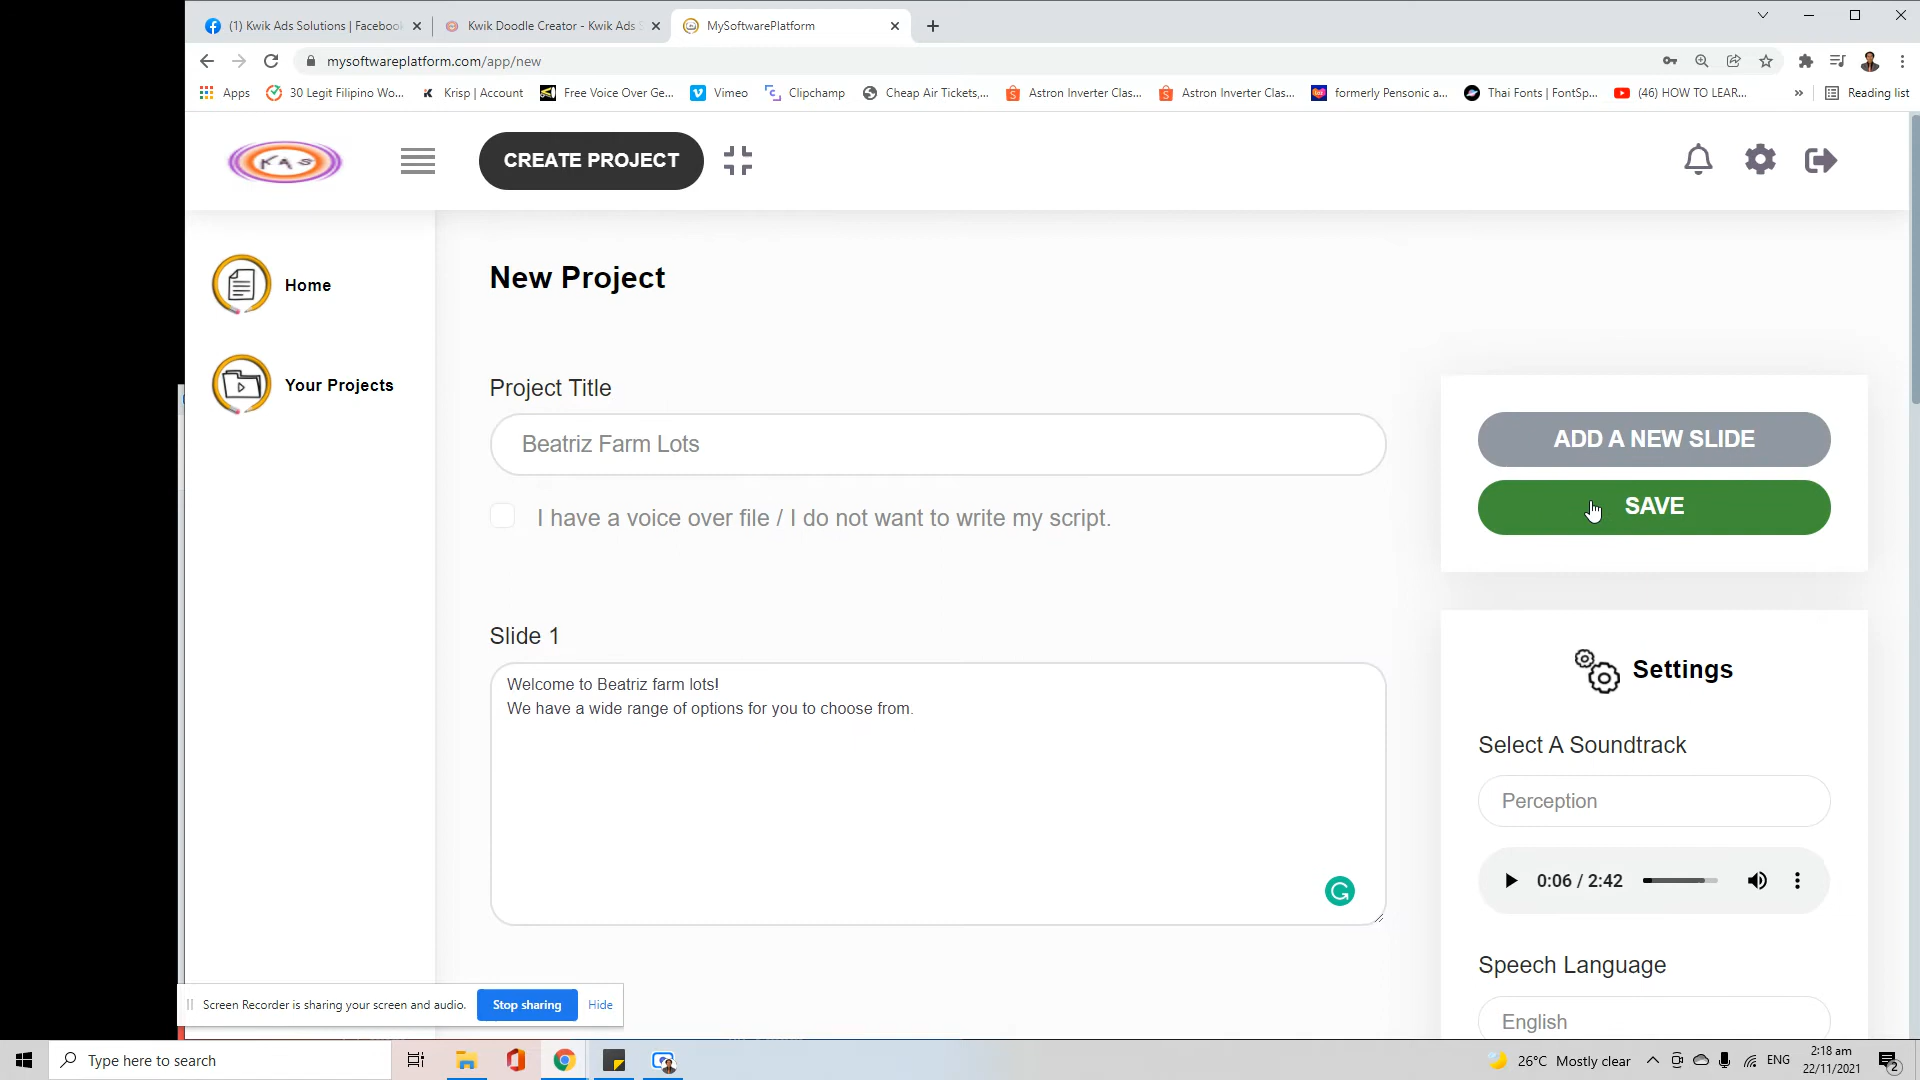 (1) Kwik Ads Solutions | Facebook
Kwik Doodle Creator - Kwik Ads S
MySoftwarePlatform
mysoftwareplatform.com/app/new
Apps
30 Legit Filipino Wo...
Krisp | Account
Free Voice Over Ge...
Vimeo
Clipchamp
Cheap Air Tickets,...
Astron Inverter Clas...
Astron Inverter Clas...
formerly Pensonic a...
Thai Fonts | FontSp...
(46) HOW TO LEAR...
»
Reading list
KAS
CREATE PROJECT
Home
Your Projects
New Project
Project Title
Beatriz Farm Lots
I have a voice over file / I do not want to write my script.
ADD A NEW SLIDE
SAVE
Slide 1
Welcome to Beatriz farm lots!
We have a wide range of options for you to choose from.
Settings
Select A Soundtrack
Perception
0:06 / 2:42
Speech Language
English
Screen Recorder is sharing your screen and audio.
Stop sharing
Hide
Type here to search
26°C Mostly clear
ENG
2:18 am
22/11/2021
2